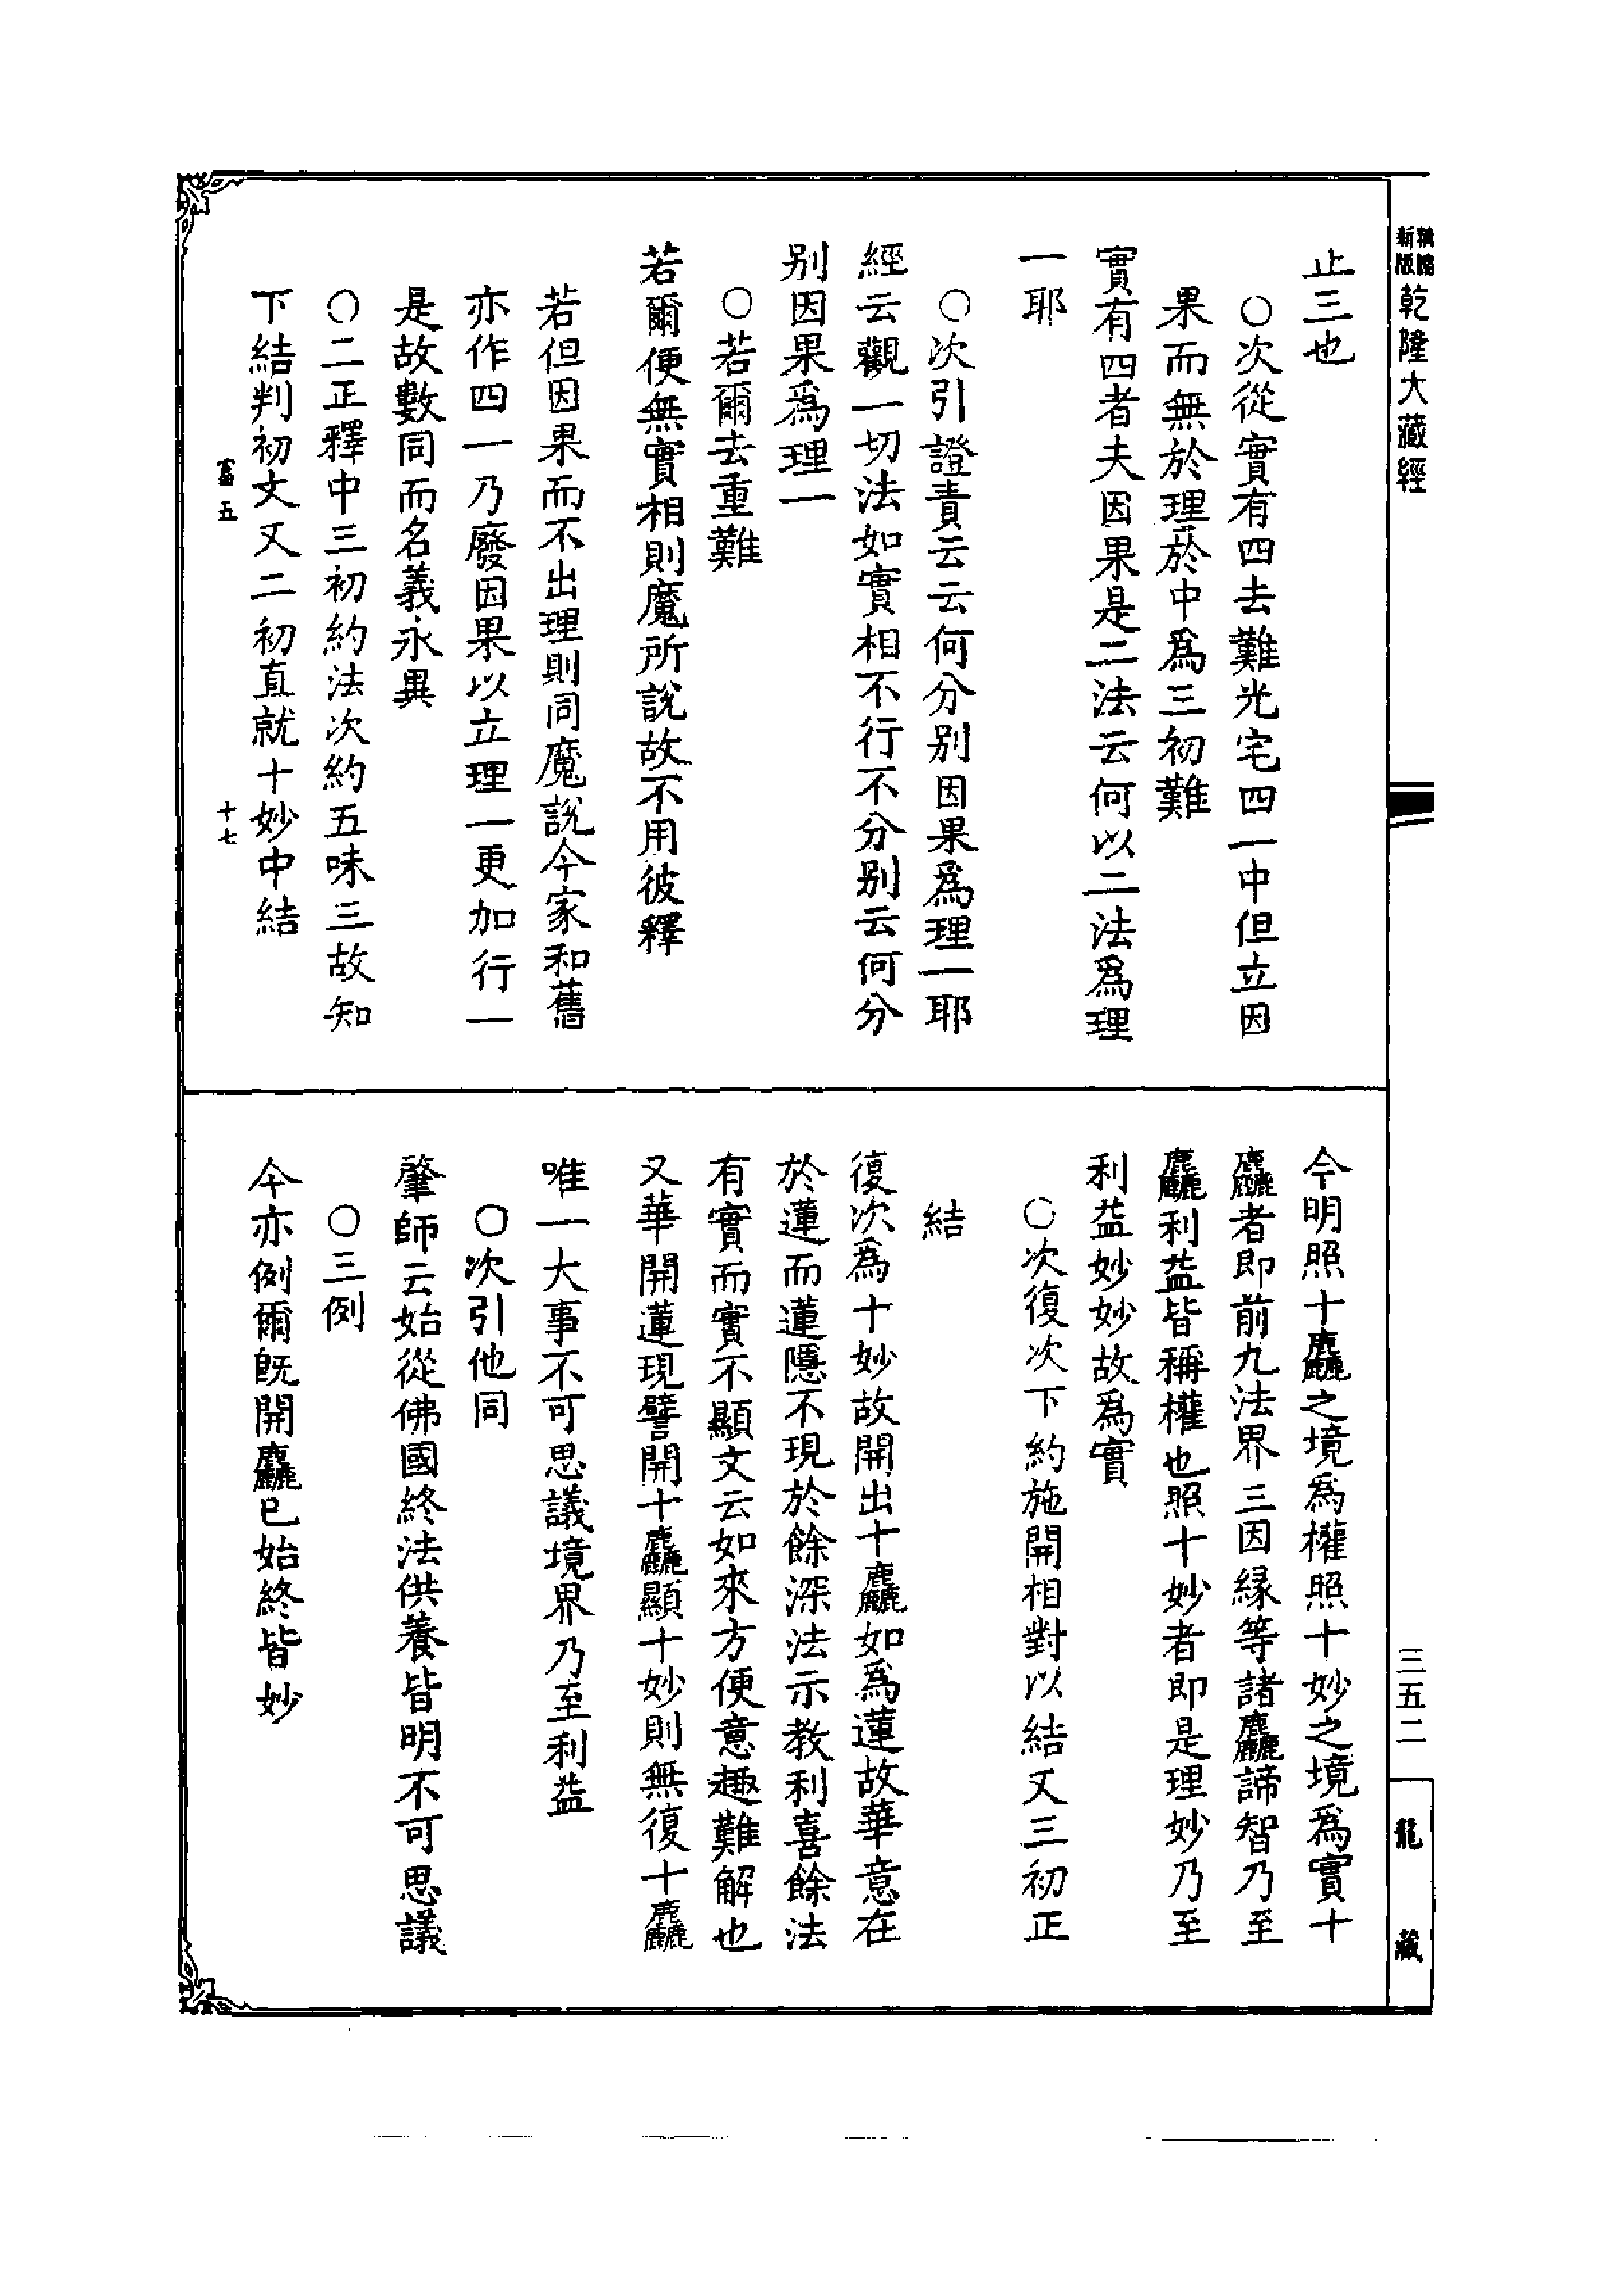 乾隆大藏經
三五二
龍藏
止三也
○次從實有四去難光宅四一中但立因
果而無於理於中爲三初難
實有四者夫因果是二法云何以二法爲理
一耶
○次引證責云云何分別因果爲理一耶
經云觀一切法如實相不行不分別云何分
別因果爲理一
○若爾去重難
若爾便無實相則魔所說故不用彼釋
若但因果而不出理則同魔說今家和舊
亦作四一乃廢因果以立理一更加行一
是故數同而名義永異
○二正釋中三初約法次約五味三故知
下結判初文又二初直就十妙中結
富五
十七
今明照十麤之境爲權照十妙之境爲實十
麤者即前九法界三因縁等諸麤諦智乃至
麤利益皆稱權也照十妙者即是理妙乃至
利益妙妙故爲實
○次復次下約施開相對以結又三初正
結
復次爲十妙故開出十麤如爲蓮故華意在
於蓮而蓮隱不現於餘深法示教利喜餘法
有實而實不顯文云如來方便意趣難解也
又華開蓮現譬開十麤顯十妙則無復十麤
唯一大事不可思議境界乃至利益
○次引他同
肇師云始從佛國終法供養皆明不可思議
○三例
今亦例爾旣開麤已始終皆妙